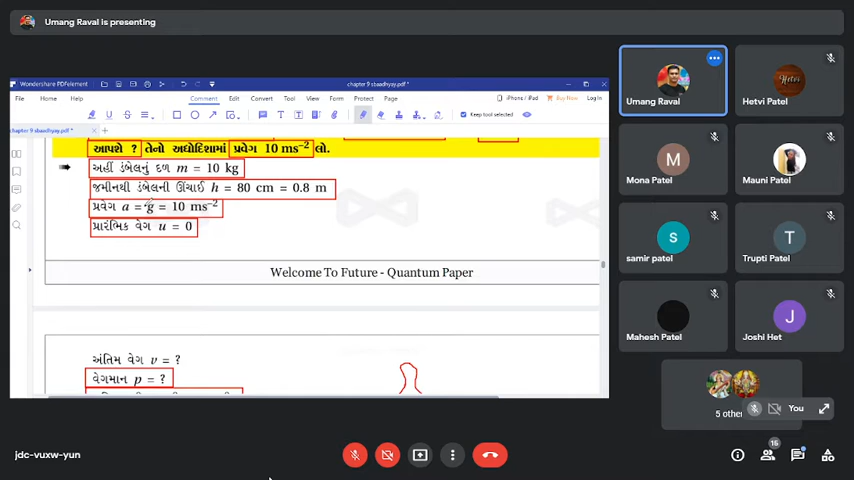 Umang Raval is presenting
Wondershare PDFelement
chapter 9 sbaadhyay.pdf *
File Home Help
Comment Edit Convert Form Protect Page
iPhone / iPad Buy Now Log In
Keep tool selected
chapter 9 sbaadhyay.pdf *
આપશે ? તેનો અધોદિશામાં પ્રવેગ 10 ms⁻² લો.
અહીં ડંબેલનું દળ m = 10 kg
જમીનથી ડંબેલની ઊંચાઈ h = 80 cm = 0.8 m
પ્રવેગ a = g = 10 ms⁻²
પ્રારંભિક વેગ u = 0
Welcome To Future - Quantum Paper
અંતિમ વેગ v = ?
વેગમાન p = ?
Umang Raval
Hetvi
Hetvi Patel
M
Mona Patel
Mauni Patel
s
samir patel
T
Trupti Patel
Mahesh Patel
J
Joshi Het
5 other
You
jdc-vuxw-yun
15